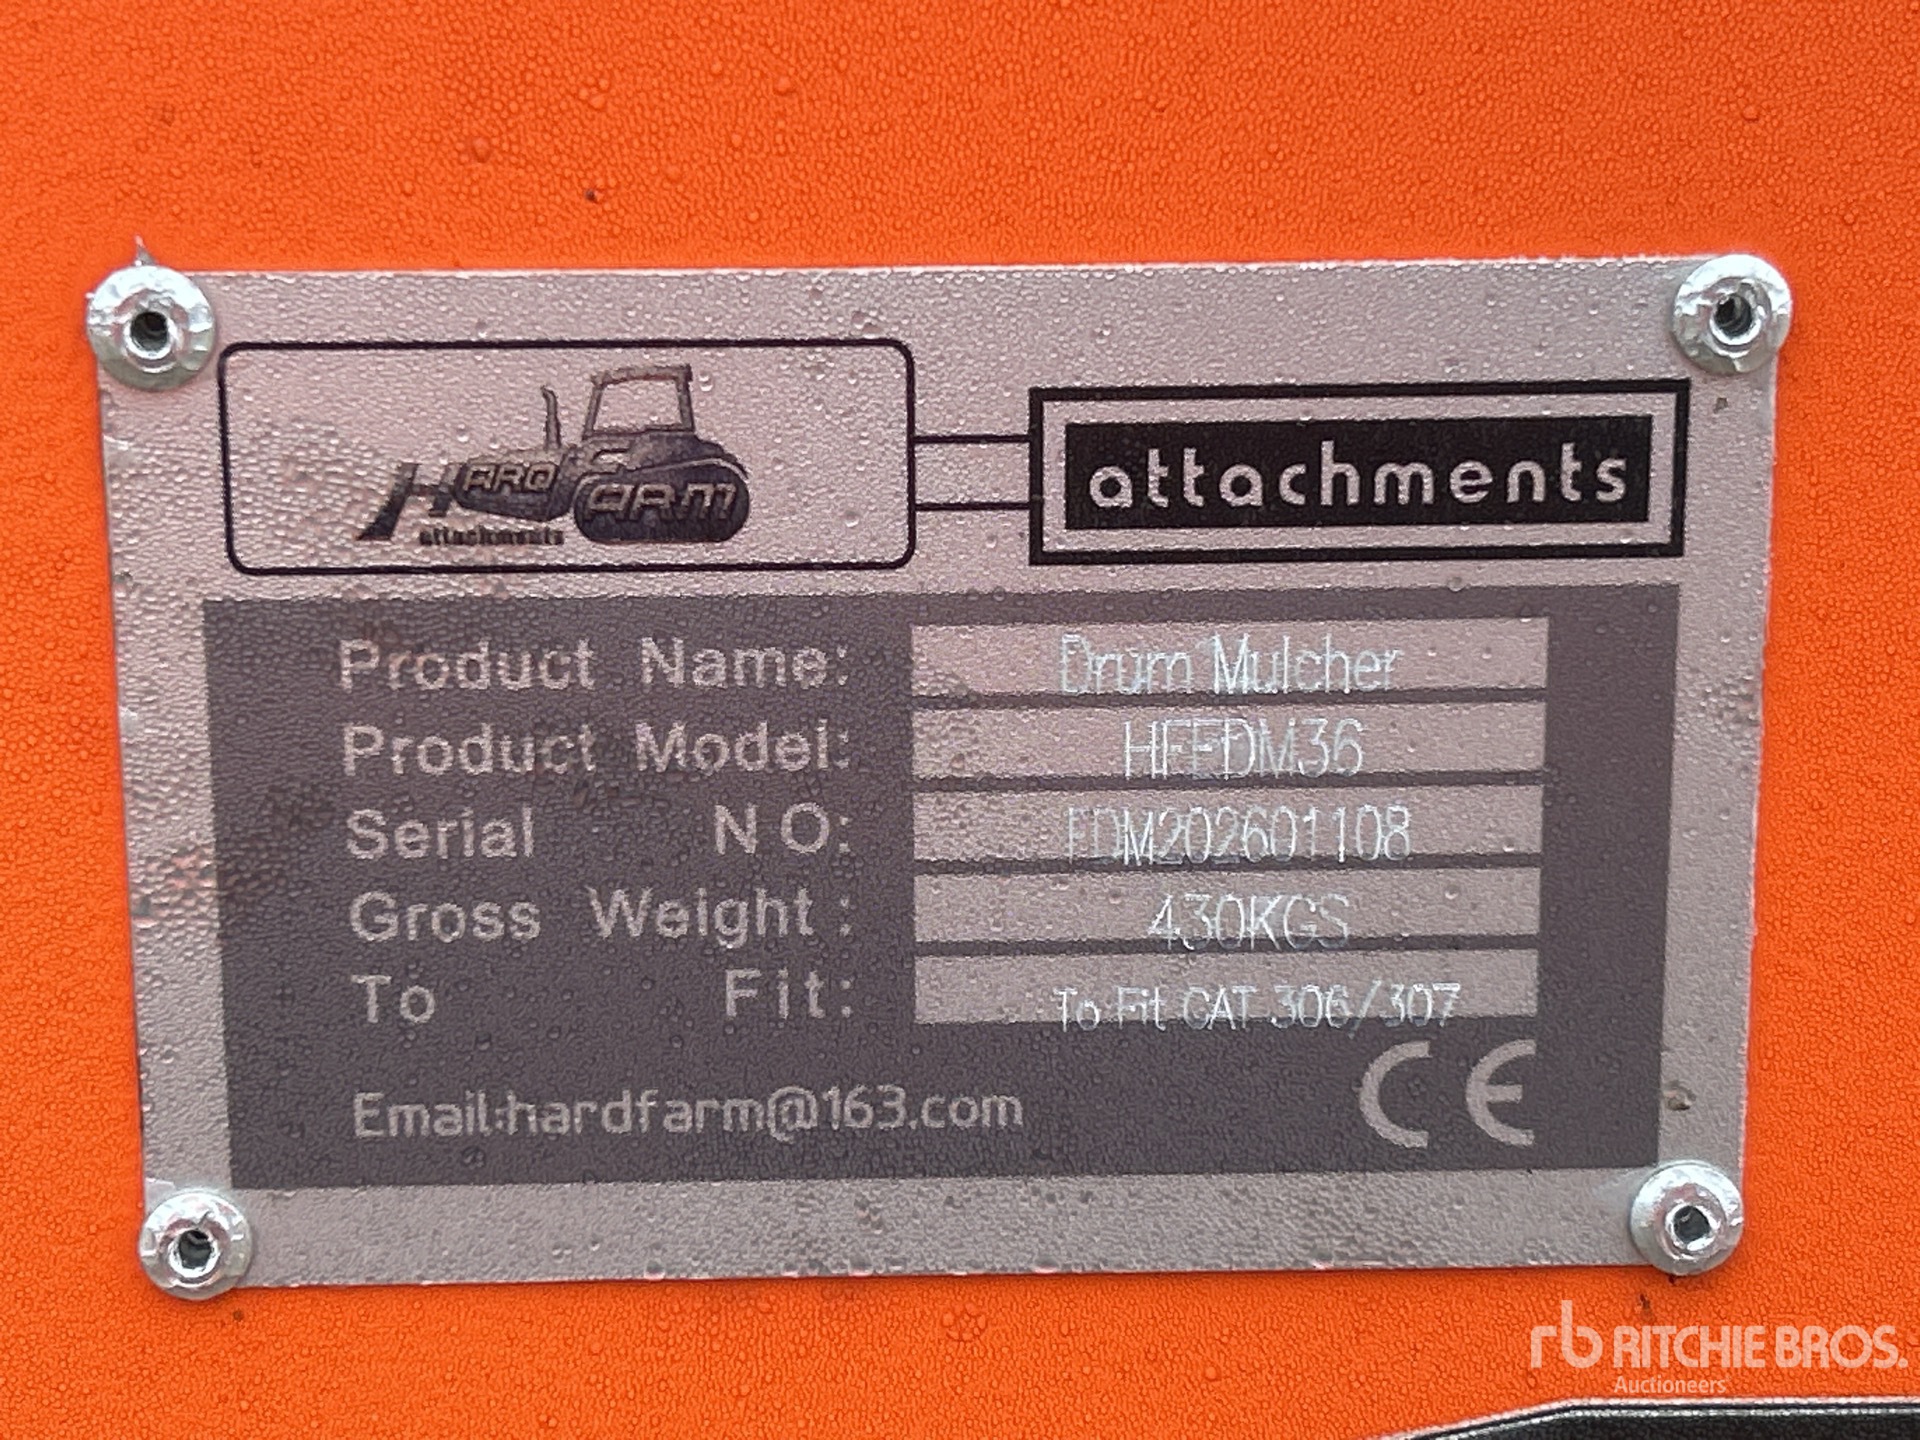 HARD FARM
attachments
attachments
Product Name: Drum Mulcher
Product Model: HFFDM36
Serial NO: FDM202601108
Gross Weight: 430KGS
To Fit: To Fit CAT 306/307
Email:hardfarm@163.com
CE
rb RITCHIE BROS.
Auctioneers